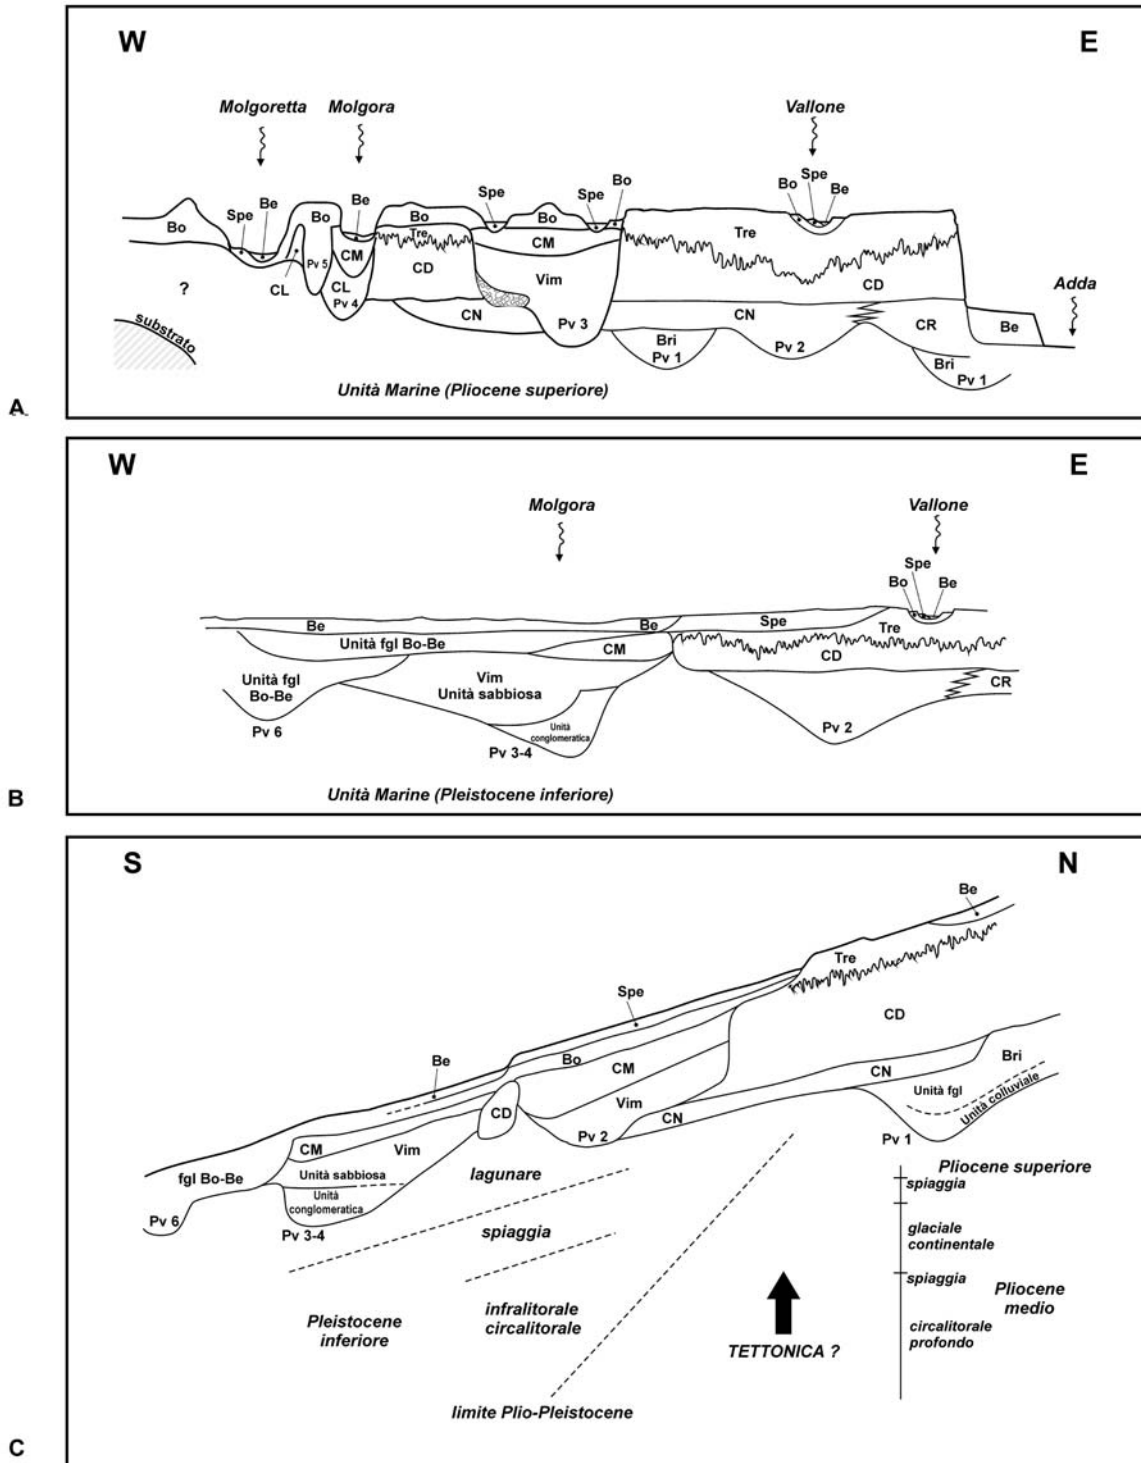 W
E
Molgoretta
Molgora
Vallone
Spe
Be
Bo
Be
Bo
Spe
Bo
Spe
Bo
Bo
Spe
Be
Bo
Tre
CM
CM
Tre
?
CL
Pv 5
CL
Pv 4
CD
Vim
CD
Adda
substrato
CN
Pv 3
CN
CR
Be
Bri
Pv 1
Pv 2
Bri
Pv 1
Unità Marine (Pliocene superiore)
A
W
E
Molgora
Vallone
Spe
Bo
Be
Be
Be
Spe
Tre
Unità fgl Bo-Be
CM
CD
Unità fgl
Bo-Be
Vim
Unità sabbiosa
CR
Pv 6
Unità
conglomeratica
Pv 2
Pv 3-4
Unità Marine (Pleistocene inferiore)
B
S
N
Be
Tre
Spe
CD
Be
Bo
CM
CN
Bri
Vim
Unità fgl
Unità colluviale
CD
CN
Pv 2
Pv 1
CM
Vim
fgl Bo-Be
Unità sabbiosa
Unità
conglomeratica
Pv 6
Pv 3-4
lagunare
Pliocene superiore
spiaggia
spiaggia
glaciale
continentale
spiaggia
Pliocene
medio
infralitorale
circalitorale
Pleistocene
inferiore
circalitorale
profondo
TETTONICA ?
limite Plio-Pleistocene
C